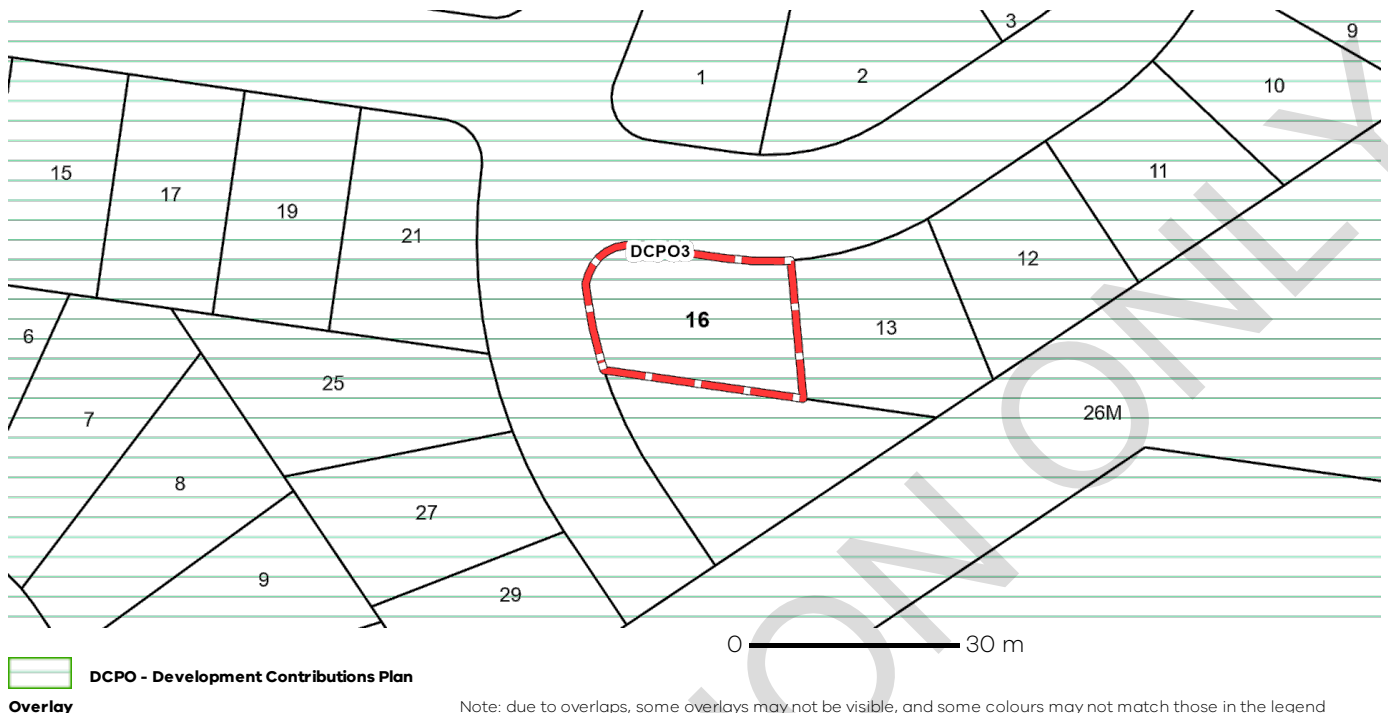 3
9
1
2
10
15
17
19
21
11
DCPO3
12
16
13
6
25
7
26M
8
27
9
29
0 30 m
DCPO - Development Contributions Plan
Overlay
Note: due to overlaps, some overlays may not be visible, and some colours may not match those in the legend
ON ONLY